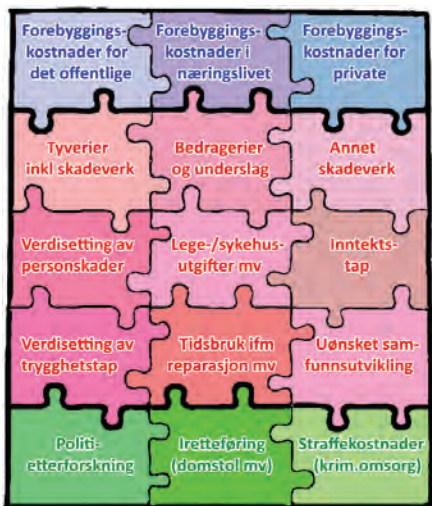 Forebyggings-
kostnader for
det offentlige
Forebyggings-
kostnader i
næringslivet
Forebyggings-
kostnader for
private
Tyverier
inkl skadeverk
Bedragerier
og underslag
Annet
skadeverk
Verdisetting av
personskader
Lege-/sykehus-
utgifter mv
Inntekts-
tap
Verdisetting av
trygghetstap
Tidsbruk ifm
reparasjon mv
Uønsket sam-
funnsutvikling
Politi-
etterforskning
Iretteføring
(domstol mv)
Straffekostnader
(krim.omsorg)